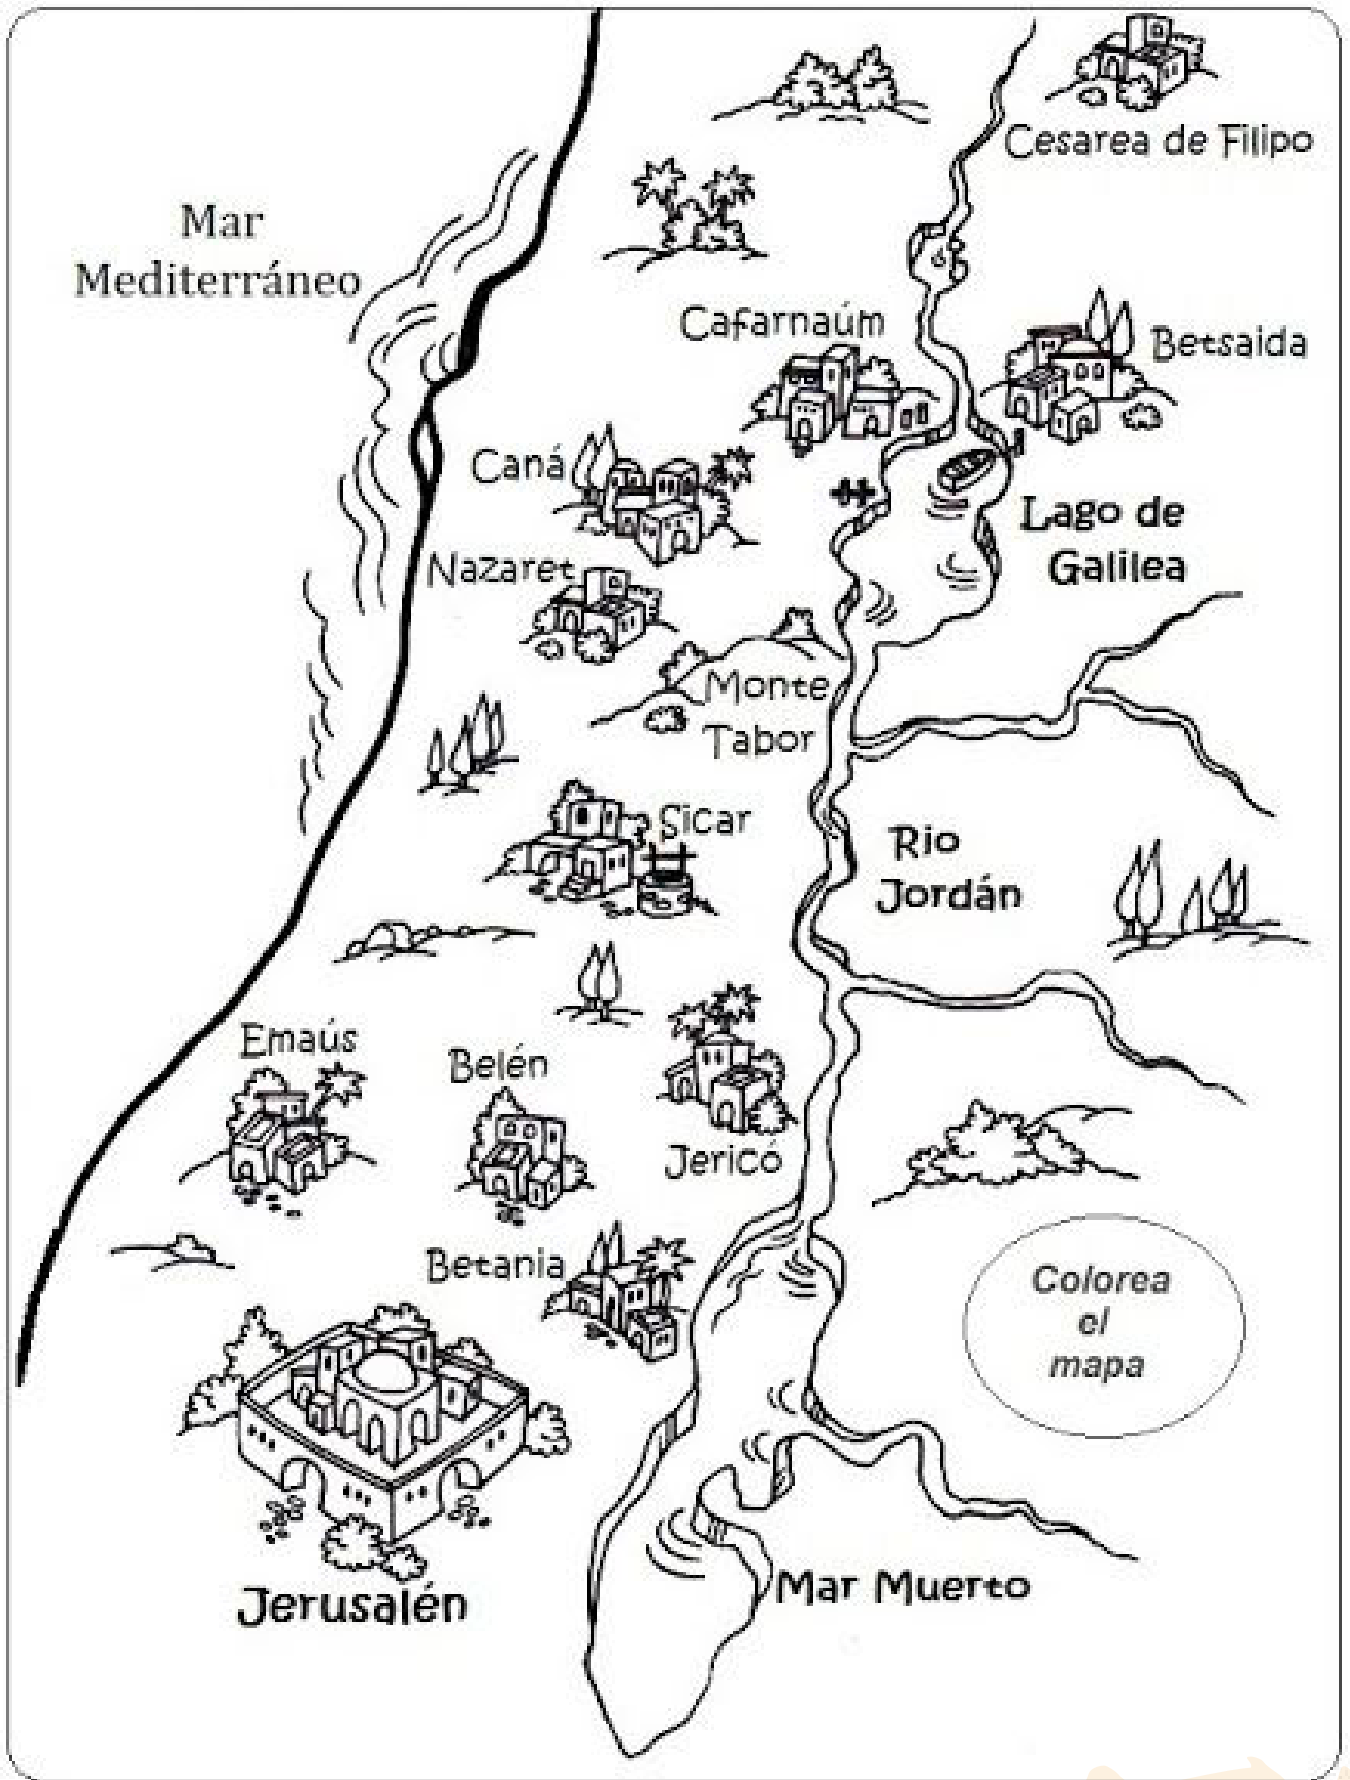 Cesarea de Filipo
Mar
Mediterráneo
Cafarnaúm
Betsaida
Caná
Lago de
Galilea
Nazaret
Monte
Tabor
Sicar
Rio
Jordán
Emaús
Belén
Jericó
Betania
Colorea
el
mapa
Jerusalén
Mar Muerto